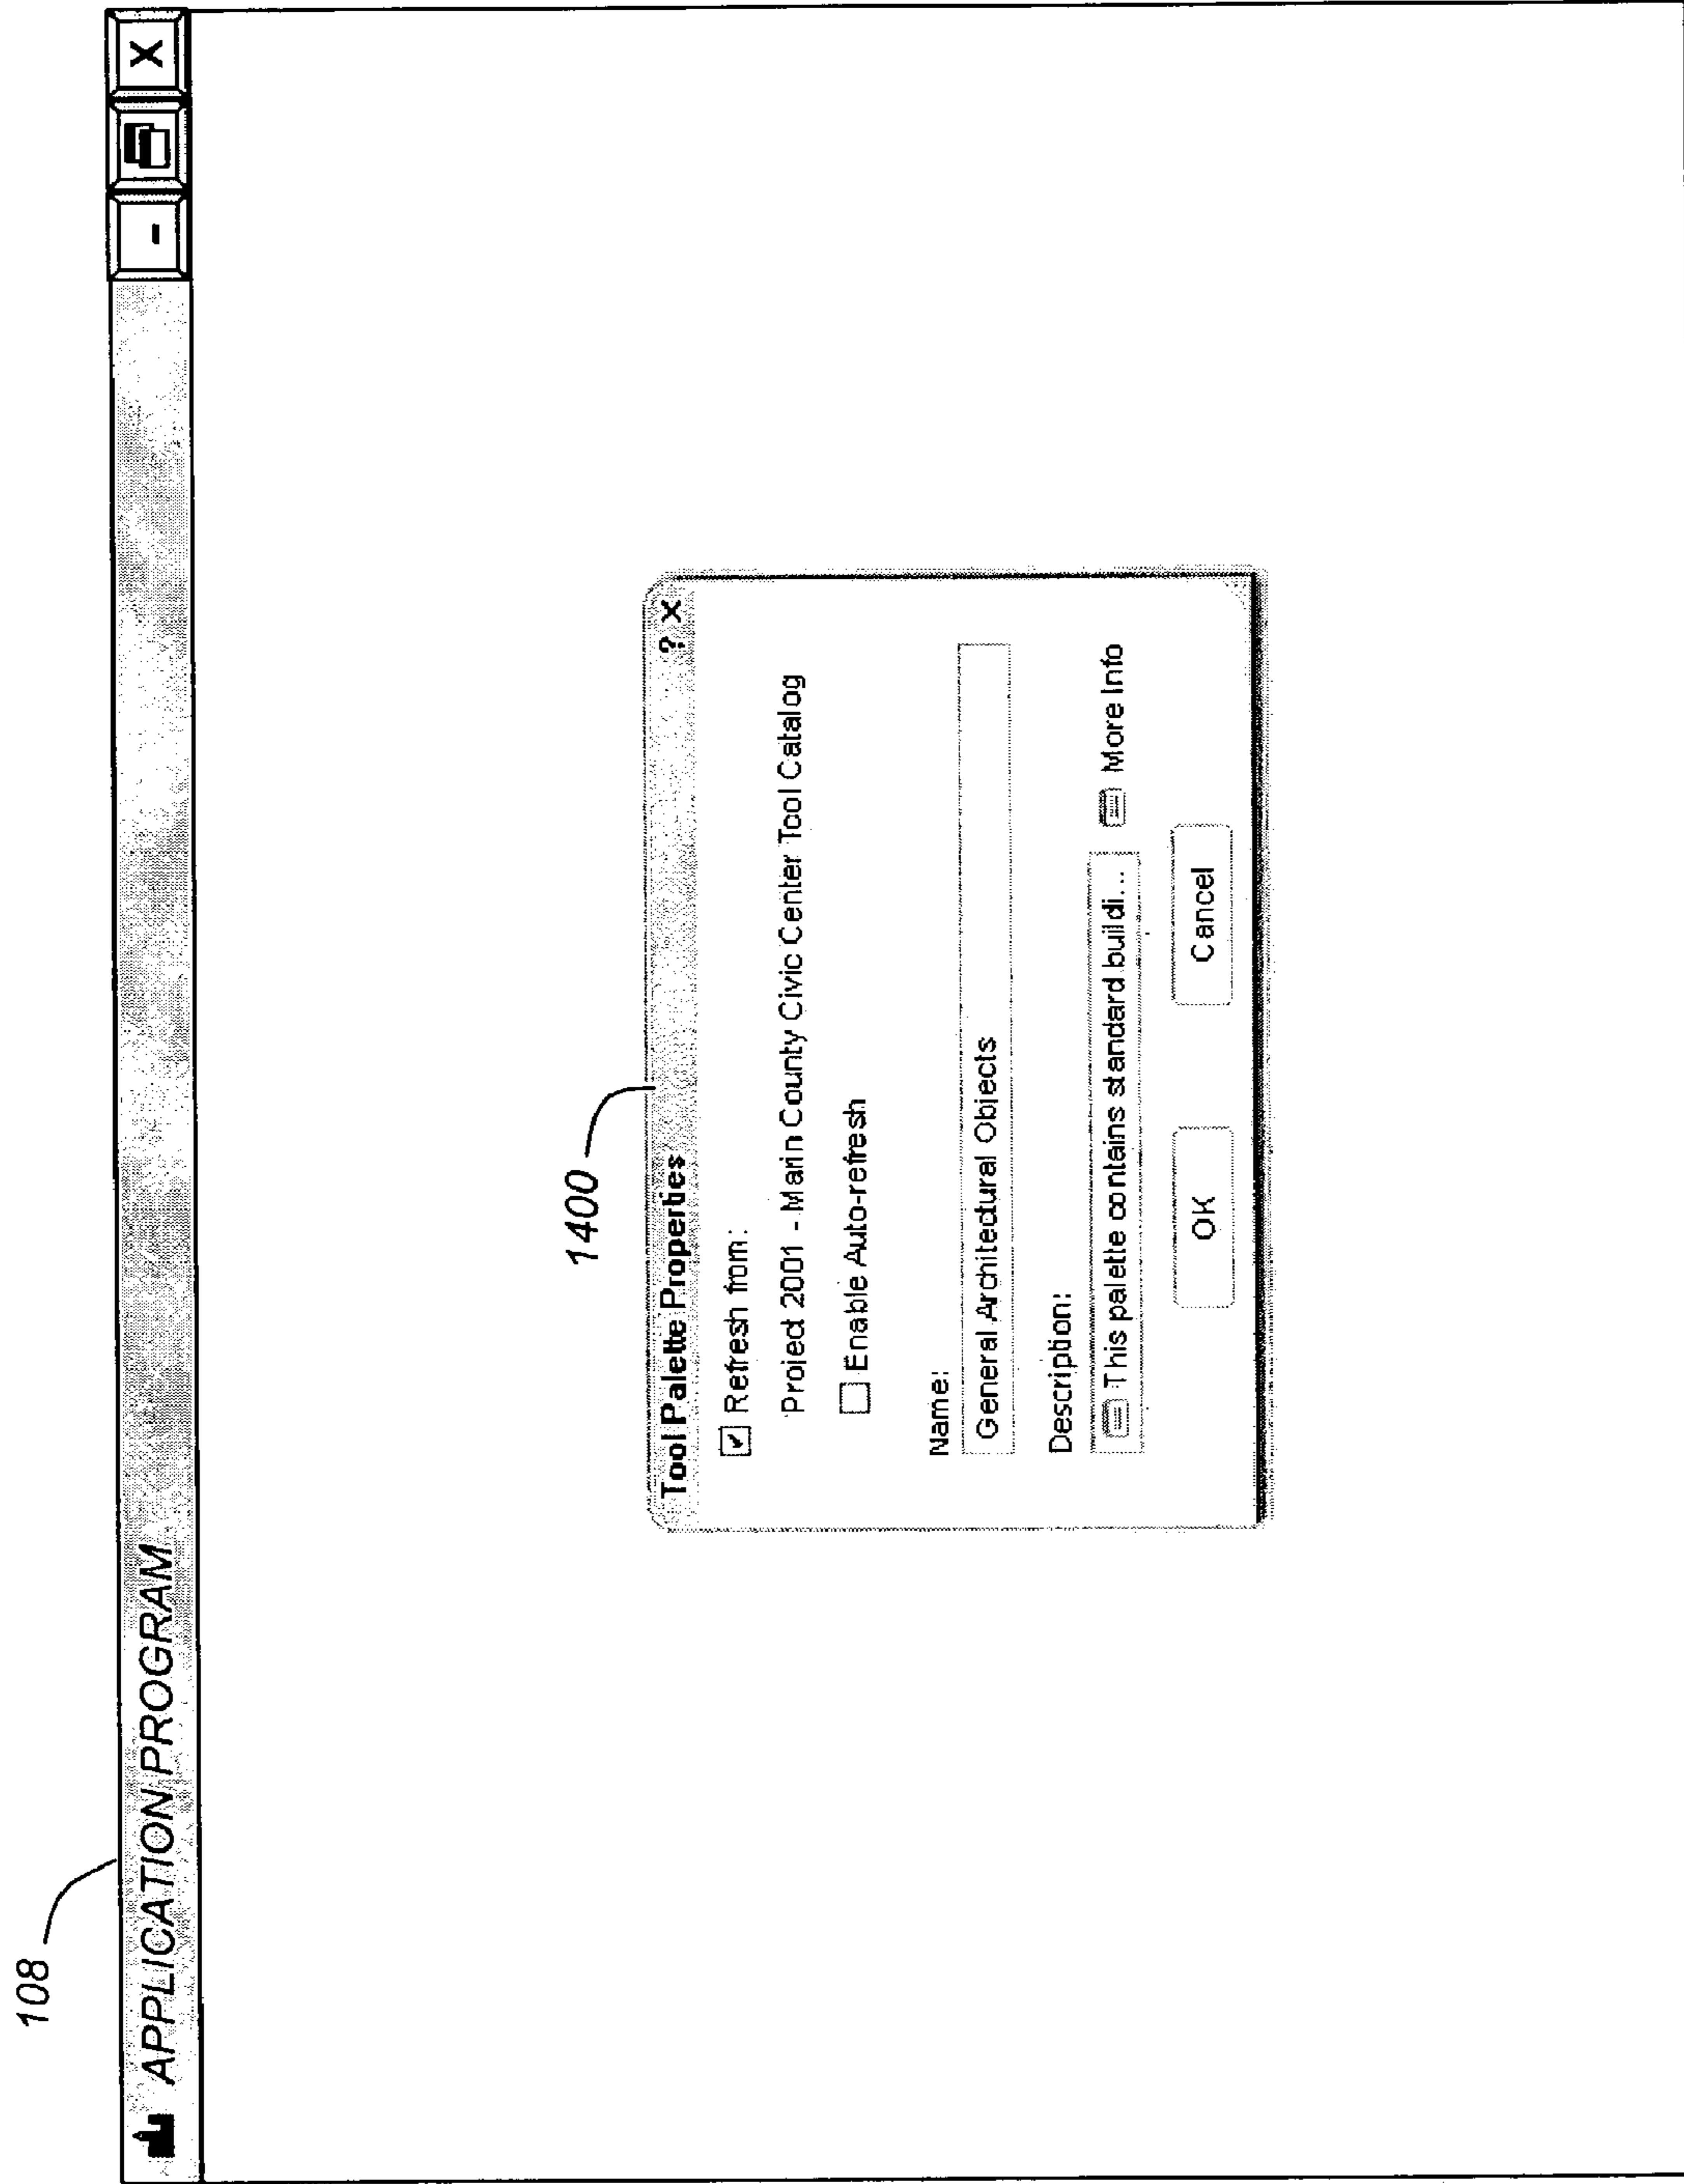 108
APPLICATION PROGRAM
- X
1400
Tool Palette Properties ? X
Refresh from:
Project 2001 - Marin County Civic Center Tool Catalog
Enable Auto-refresh
Name:
General Architectural Objects
Description:
This palette contains standard buildi... More Info
OK Cancel